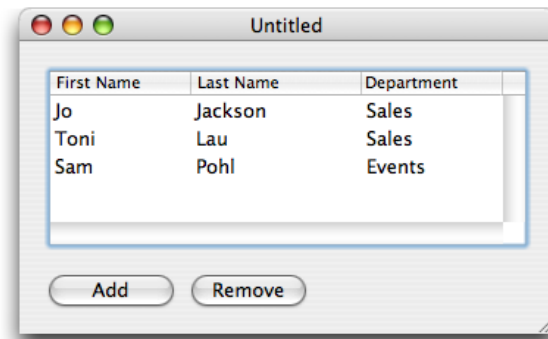 Untitled
First Name Last Name Department
Jo Jackson Sales
Toni Lau Sales
Sam Pohl Events
Add Remove